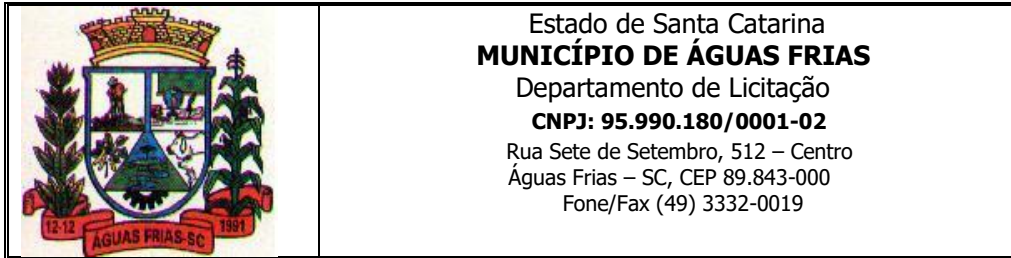 12-12
ÁGUAS FRIAS-SC
1991
Estado de Santa Catarina
MUNICÍPIO DE ÁGUAS FRIAS
Departamento de Licitação
CNPJ: 95.990.180/0001-02
Rua Sete de Setembro, 512 – Centro
Águas Frias – SC, CEP 89.843-000
Fone/Fax (49) 3332-0019